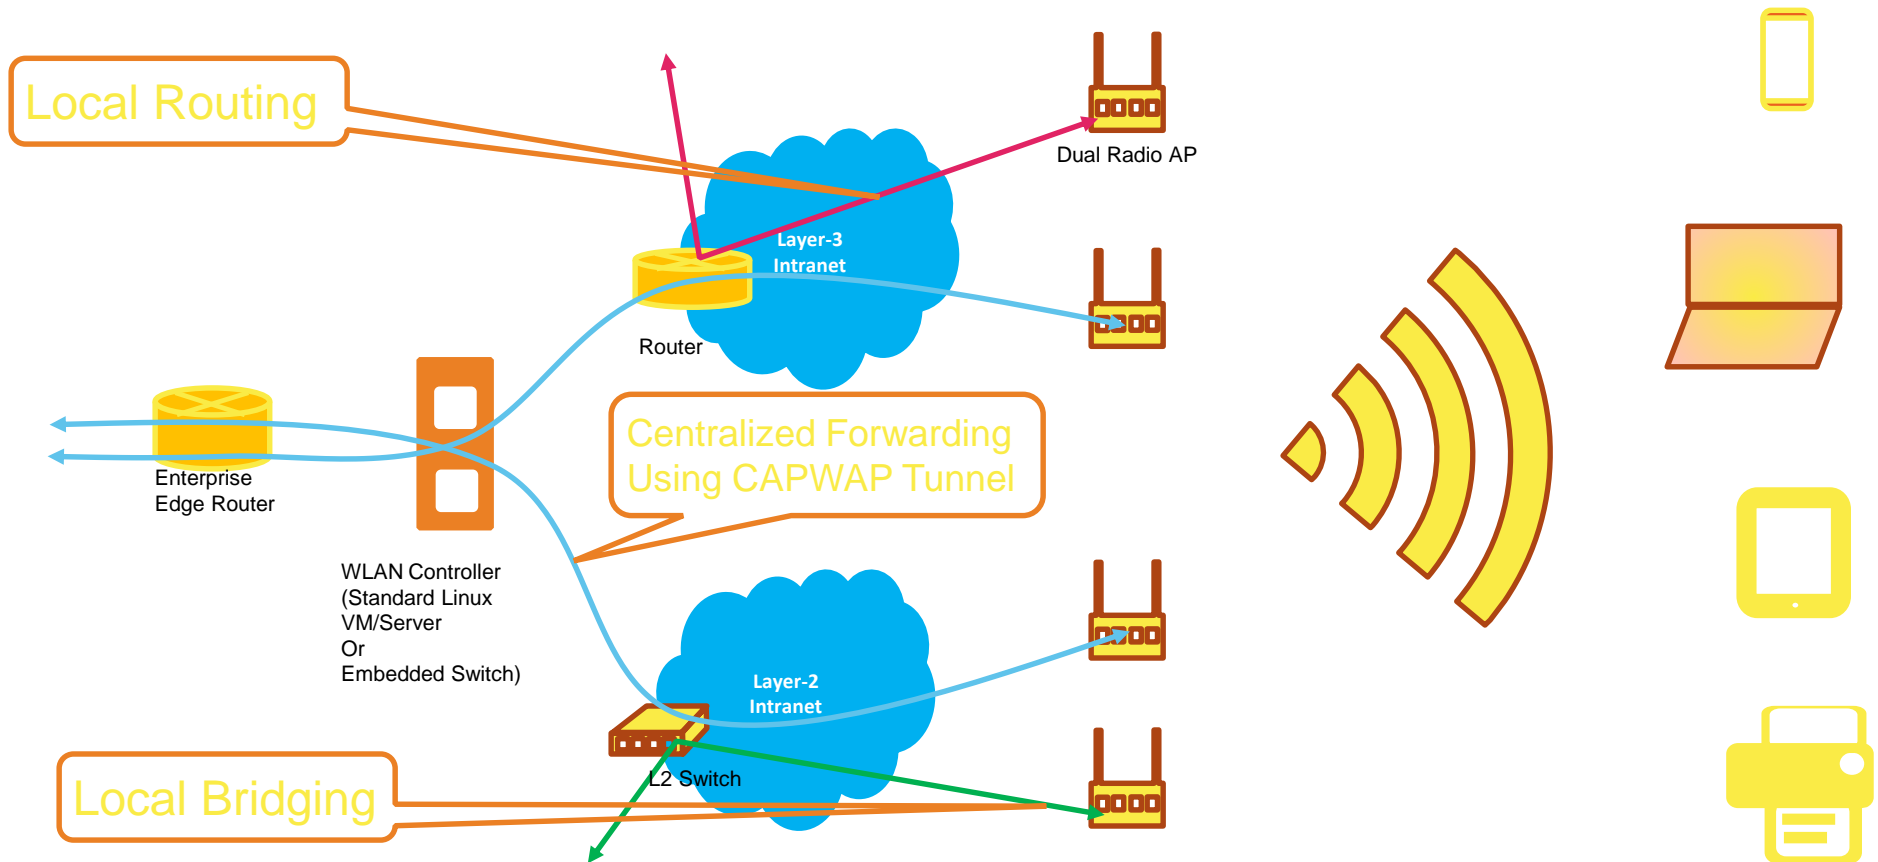 Local Routing
Dual Radio AP
Layer-3
Intranet
Router
Centralized Forwarding
Using CAPWAP Tunnel
Enterprise
Edge Router
WLAN Controller
(Standard Linux
VM/Server
Or
Embedded Switch)
Layer-2
Intranet
L2 Switch
Local Bridging